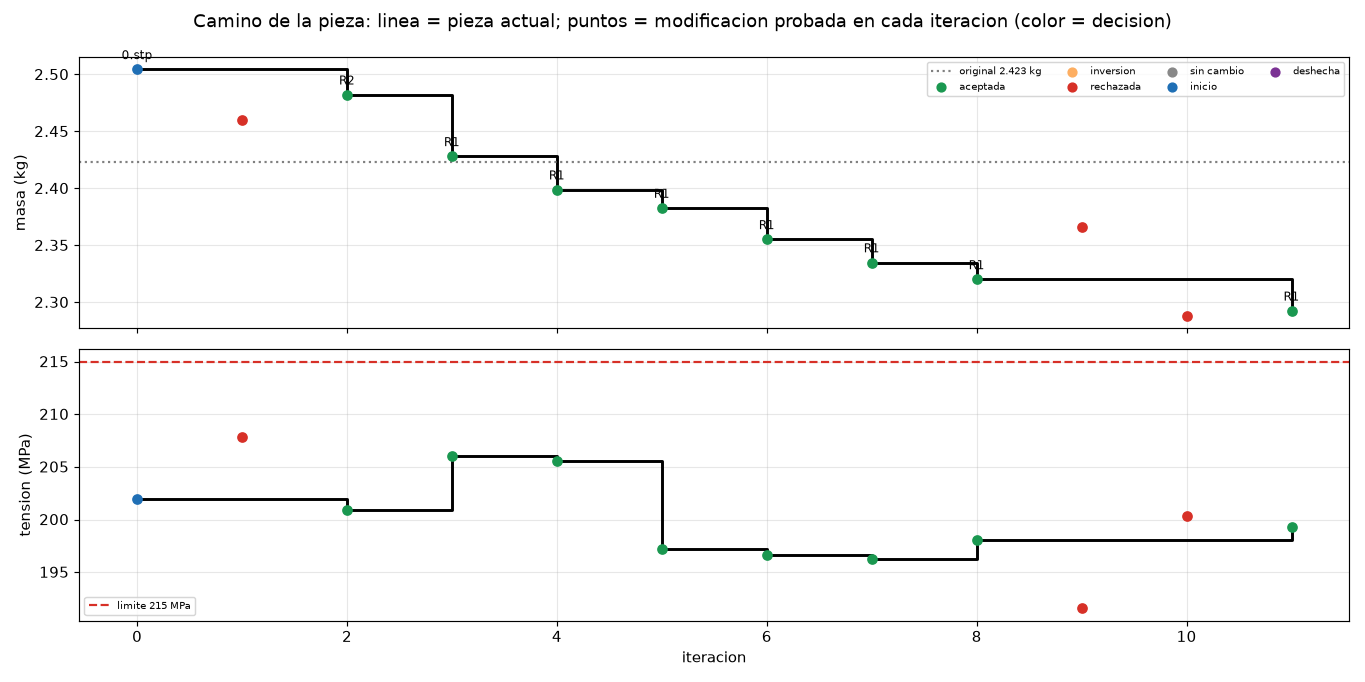 Camino de la pieza: linea = pieza actual; puntos = modificacion probada en cada iteracion (color = decision)
0.stp
R2
R1
R1
R1
R1
R1
R1
R1
original 2.423 kg
aceptada
inversion
rechazada
sin cambio
inicio
deshecha
2.50
2.45
2.40
2.35
2.30
masa (kg)
215
210
205
200
195
tension (MPa)
limite 215 MPa
0 2 4 6 8 10
iteracion